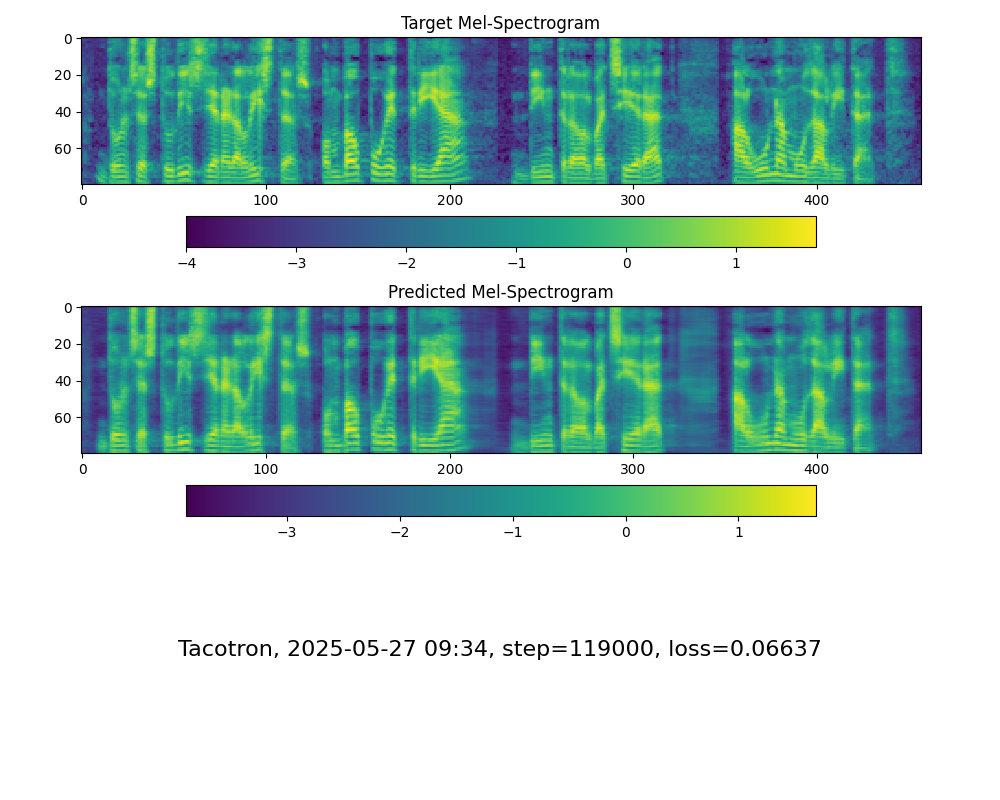 Target Mel-Spectrogram
0
20
40
60
0 100 200 300 400
−4 −3 −2 −1 0 1
Predicted Mel-Spectrogram
0
20
40
60
0 100 200 300 400
−3 −2 −1 0 1
Tacotron, 2025-05-27 09:34, step=119000, loss=0.06637